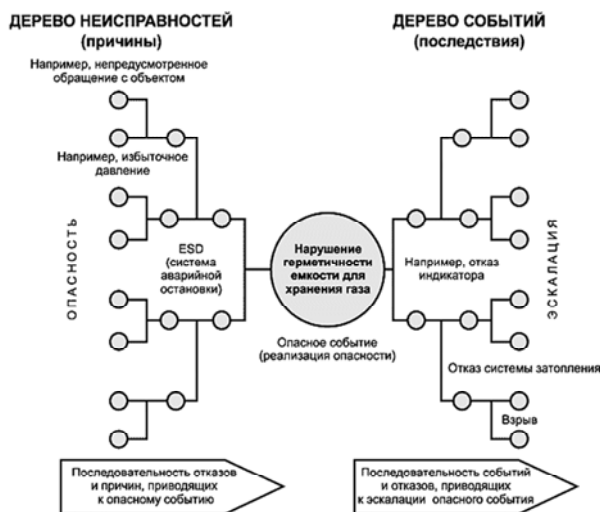 ДЕРЕВО НЕИСПРАВНОСТЕЙ
(причины)
Например, непредусмотренное
обращение с объектом
Например, избыточное
давление
ОПАСНОСТЬ
ESD
(система
аварийной
остановки)
Нарушение
герметичности
емкости для
хранения газа
Опасное событие
(реализация опасности)
ДЕРЕВО СОБЫТИЙ
(последствия)
Например, отказ
индикатора
ЭСКАЛАЦИЯ
Отказ системы затопления
Взрыв
Последовательность отказов
и причин, приводящих
к опасному событию
Последовательность событий
и отказов, приводящих
к эскалации опасного события